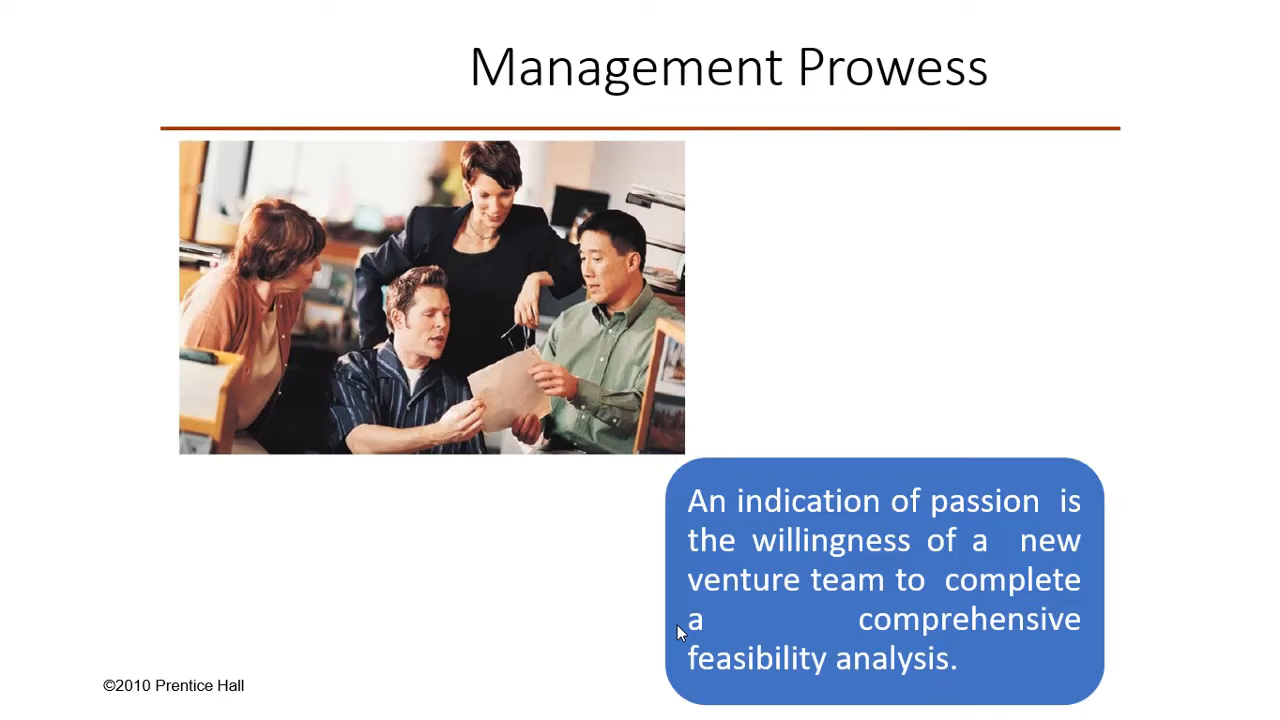 Management Prowess
An indication of passion is
the willingness of a new
venture team to complete
a comprehensive
feasibility analysis.
©2010 Prentice Hall